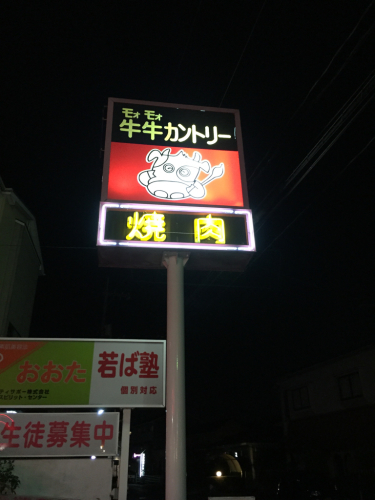 モォ モォ
牛牛カントリー
焼肉
おおた
若ば塾
個別対応
生徒募集中